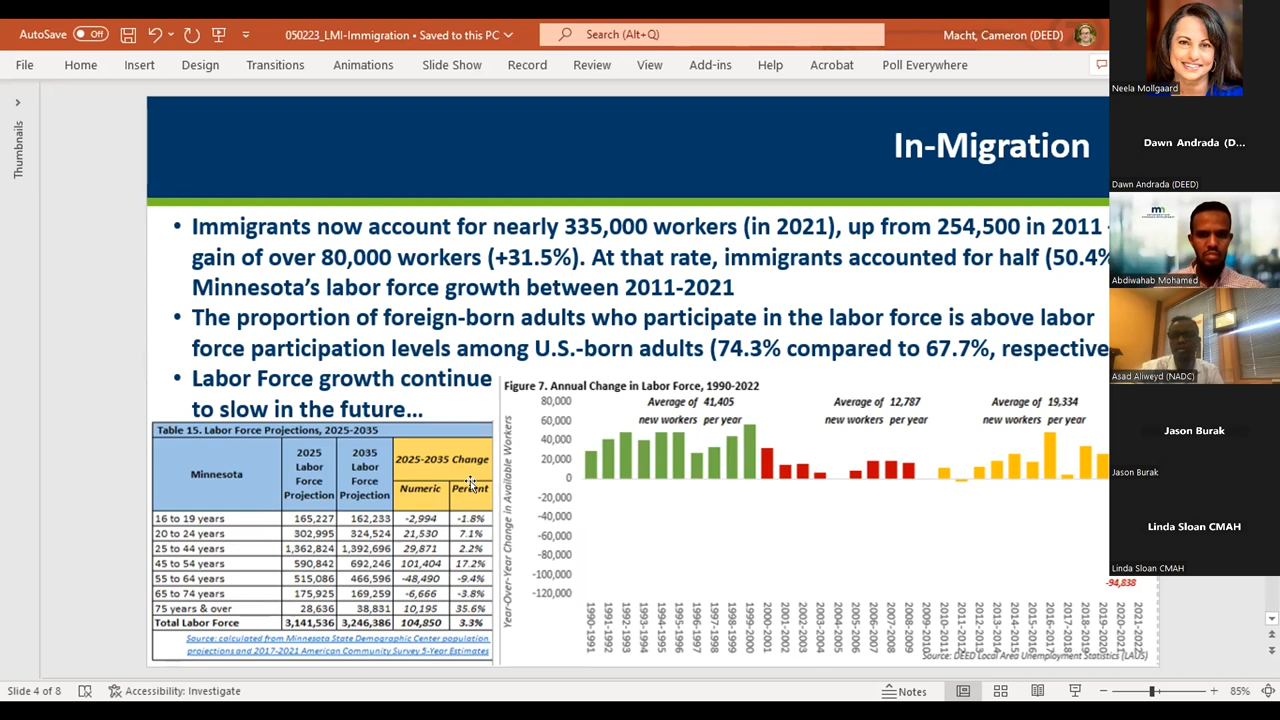 AutoSave Off 050223_LMI-Immigration • Saved to this PC Search (Alt+Q) Macht, Cameron (DEED)
File Home Insert Design Transitions Animations Slide Show Record Review View Add-ins Help Acrobat Poll Everywhere
Thumbnails
In-Migration
• Immigrants now account for nearly 335,000 workers (in 2021), up from 254,500 in 2011
gain of over 80,000 workers (+31.5%). At that rate, immigrants accounted for half (50.4%
Minnesota's labor force growth between 2011-2021
• The proportion of foreign-born adults who participate in the labor force is above labor
force participation levels among U.S.-born adults (74.3% compared to 67.7%, respective
• Labor Force growth continue
to slow in the future…
Table 15. Labor Force Projections, 2025-2035
Minnesota 2025 Labor Force Projection 2035 Labor Force Projection 2025-2035 Change
Numeric Percent
16 to 19 years 165,227 162,233 -2,994 -1.8%
20 to 24 years 302,995 324,524 21,530 7.1%
25 to 44 years 1,362,824 1,392,696 29,871 2.2%
45 to 54 years 590,842 692,246 101,404 17.2%
55 to 64 years 515,086 466,596 -48,490 -9.4%
65 to 74 years 175,925 169,259 -6,666 -3.8%
75 years & over 28,636 38,831 10,195 35.6%
Total Labor Force 3,141,536 3,246,386 104,850 3.3%
Source: calculated from Minnesota State Demographic Center population
projections and 2017-2021 American Community Survey 5-Year Estimates
Figure 7. Annual Change in Labor Force, 1990-2022
Average of 41,405
new workers per year
Average of 12,787
new workers per year
Average of 19,334
new workers per year
Year-Over-Year Change in Available Workers
80,000
60,000
40,000
20,000
0
-20,000
-40,000
-60,000
-80,000
-100,000
-120,000
-94,838
1990-1991
1991-1992
1992-1993
1993-1994
1994-1995
1995-1996
1996-1997
1997-1998
1998-1999
1999-2000
2000-2001
2001-2002
2002-2003
2003-2004
2004-2005
2005-2006
2006-2007
2007-2008
2008-2009
2009-2010
2010-2011
2011-2012
2012-2013
2013-2014
2014-2015
2015-2016
2016-2017
2017-2018
2018-2019
2019-2020
2020-2021
2021-2022
Source: DEED Local Area Unemployment Statistics (LAUS)
Neela Mollgaard
Dawn Andrada (D...
Dawn Andrada (DEED)
Abdiwahab Mohamed
Asad Aliweyd (NADC)
Jason Burak
Jason Burak
Linda Sloan CMAH
Linda Sloan CMAH
Slide 4 of 8 Accessibility: Investigate Notes 85%